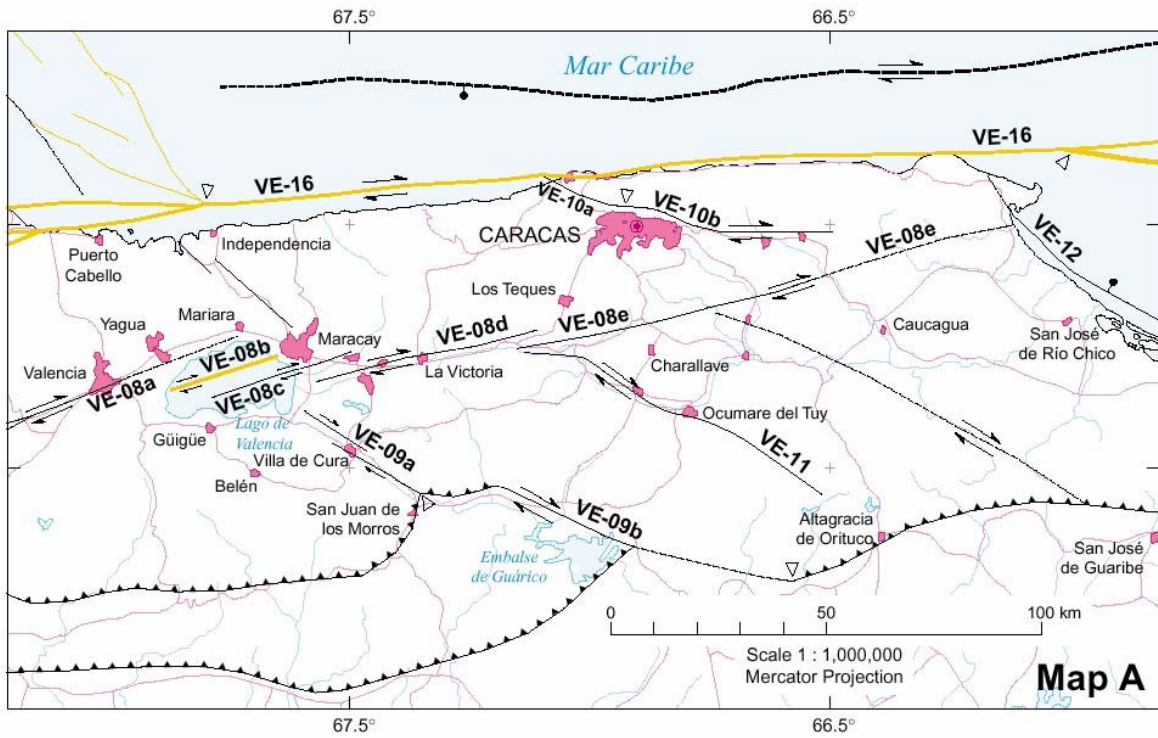 67.5°
66.5°
Mar Caribe
VE-16
VE-16
VE-10a
VE-10b
CARACAS
VE-08e
VE-12
Puerto
Cabello
Independencia
Los Teques
Mariara
Yagua
Maracay
VE-08d
VE-08e
Caucagua
San José
de Río Chico
VE-08b
Valencia
VE-08a
VE-08c
La Victoria
Charallave
Güigüe
Lago de
Valencia
VE-09a
Ocumare del Tuy
Villa de Cura
VE-11
Belén
San Juan de
los Morros
VE-09b
Altagracia
de Orituco
Embalse
de Guárico
San José
de Guaribe
0 50 100 km
Scale 1 : 1,000,000
Mercator Projection
Map A
67.5°
66.5°